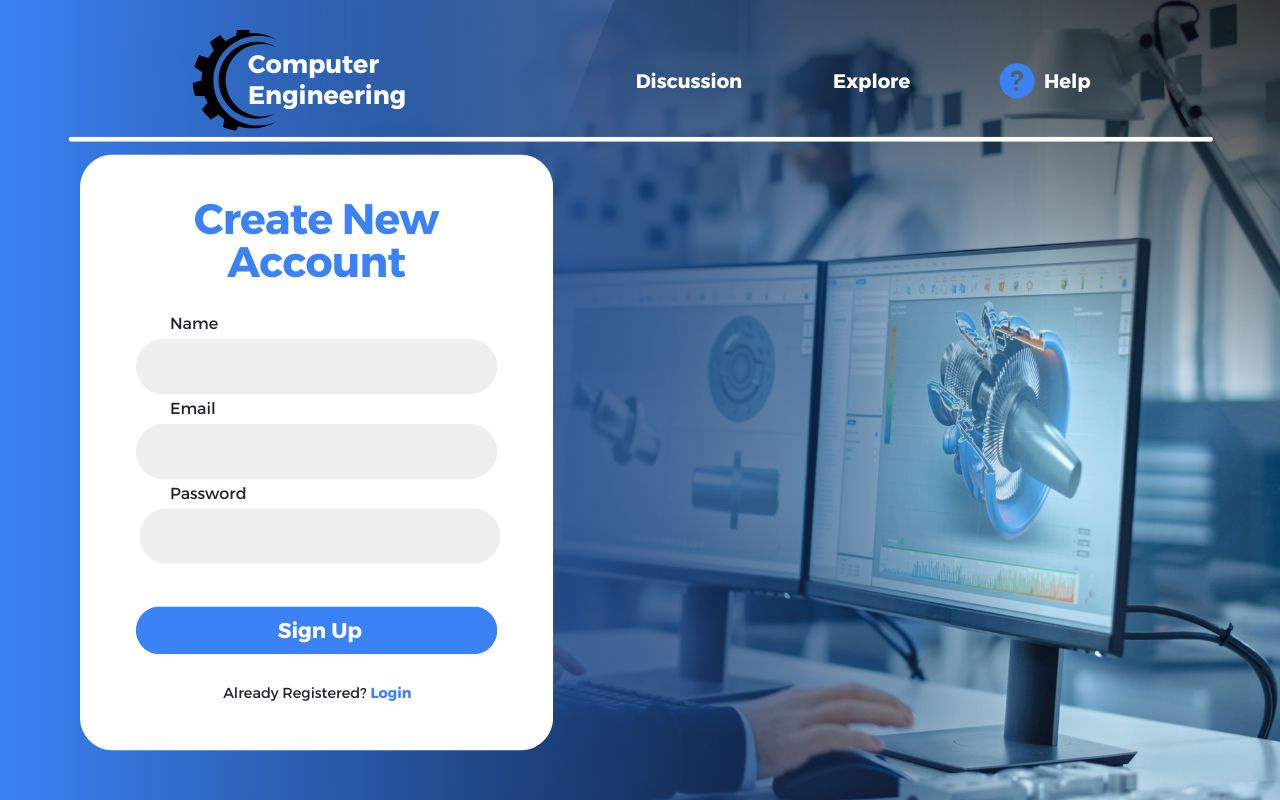 Computer
Engineering
Discussion
Explore
? Help
Create New
Account
Name
Email
Password
Sign Up
Already Registered? Login